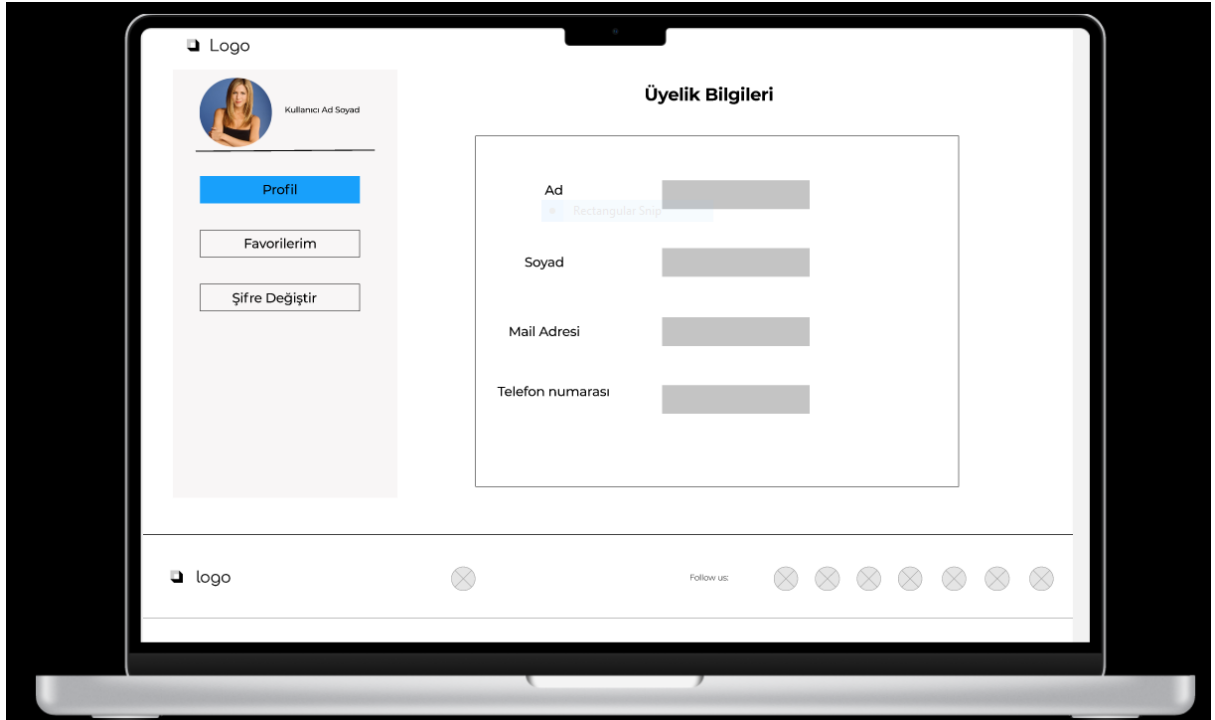 Logo
Kullanıcı Ad Soyad
Profil
Favorilerim
Şifre Değiştir
Üyelik Bilgileri
Ad
Rectangular Snip
Soyad
Mail Adresi
Telefon numarası
logo
Follow us: